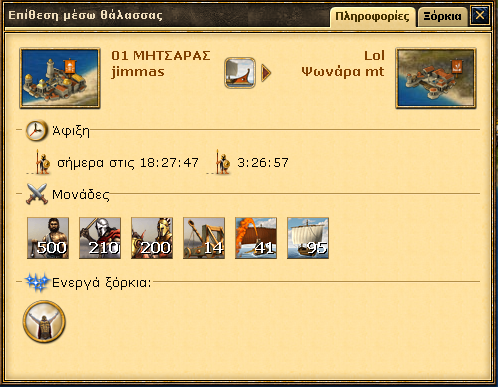 Επίθεση μέσω θάλασσας
Πληροφορίες Ξόρκια
01 ΜΗΤΣΑΡΑΣ
jimmas
Lol
Ψωνάρα mt
Άφιξη
σήμερα στις 18:27:47 3:26:57
Μονάδες
500 210 200 14 41 95
Ενεργά ξόρκια: